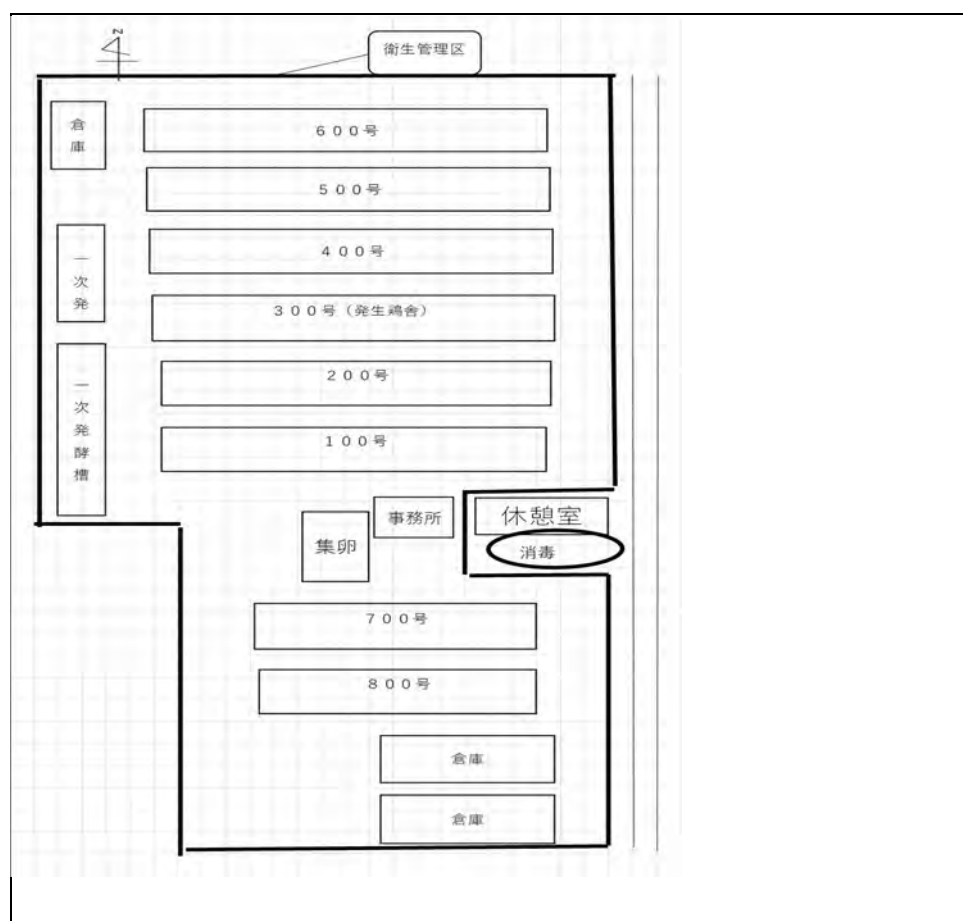 N
衛生管理区
倉庫
600号
500号
400号
一次発
300号(発生鶏舎)
200号
一次発酵槽
100号
休憩室
事務所
集卵
消毒
700号
800号
倉庫
倉庫